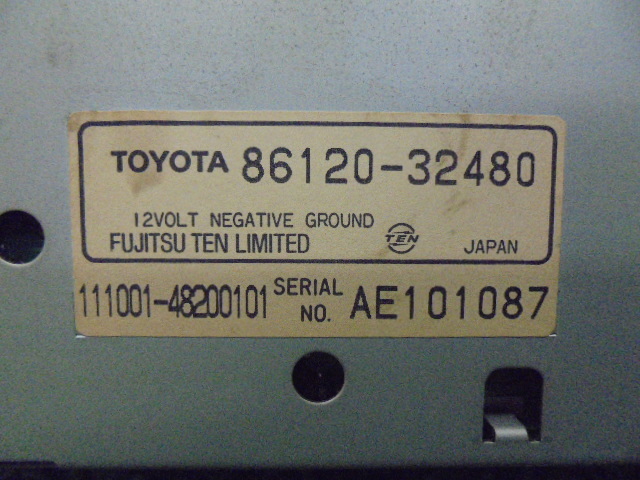 TOYOTA 86120-32480
12VOLT NEGATIVE GROUND
FUJITSU TEN LIMITED TEN JAPAN
111001-48200101 SERIAL NO. AE101087